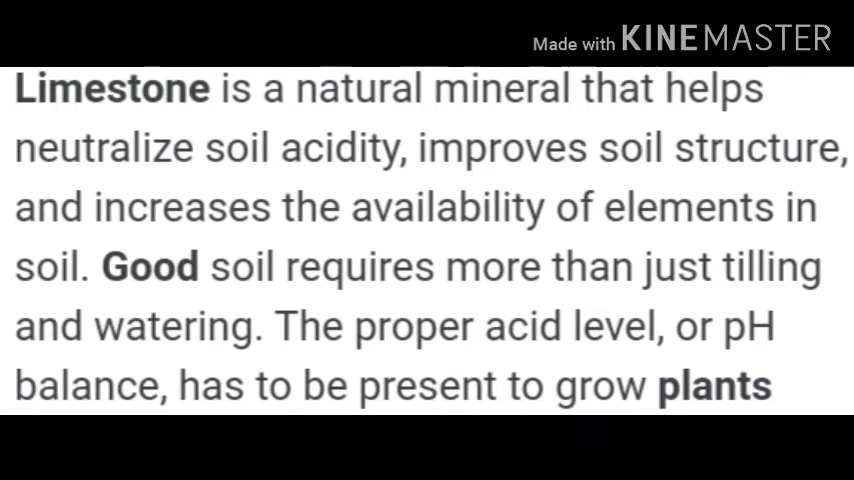 Made with KINEMASTER
Limestone is a natural mineral that helps
neutralize soil acidity, improves soil structure,
and increases the availability of elements in
soil. Good soil requires more than just tilling
and watering. The proper acid level, or pH
balance, has to be present to grow plants